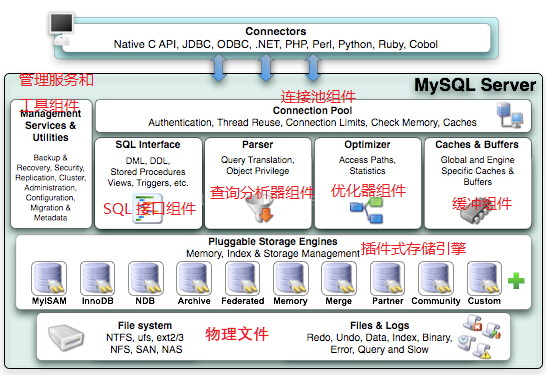 Connectors
Native C API, JDBC, ODBC, .NET, PHP, Perl, Python, Ruby, Cobol
MySQL Server
管理服务和
工具组件
Management
Services &
Utilities
Backup &
Recovery, Security,
Replication, Cluster,
Administration,
Configuration,
Migration &
Metadata
连接池组件
Connection Pool
Authentication, Thread Reuse, Connection Limits, Check Memory, Caches
SQL Interface
DML, DDL,
Stored Procedures
Views, Triggers, etc.
SQL 接口组件
Parser
Query Translation,
Object Privilege
查询分析器组件
Optimizer
Access Paths,
Statistics
优化器组件
Caches & Buffers
Global and Engine
Specific Caches &
Buffers
缓冲组件
Pluggable Storage Engines
Memory, Index & Storage Management
插件式存储引擎
MyISAM
InnoDB
NDB
Archive
Federated
Memory
Merge
Partner
Community
Custom
File system
NTFS, ufs, ext2/3
NFS, SAN, NAS
物理文件
Files & Logs
Redo, Undo, Data, Index, Binary,
Error, Query and Slow